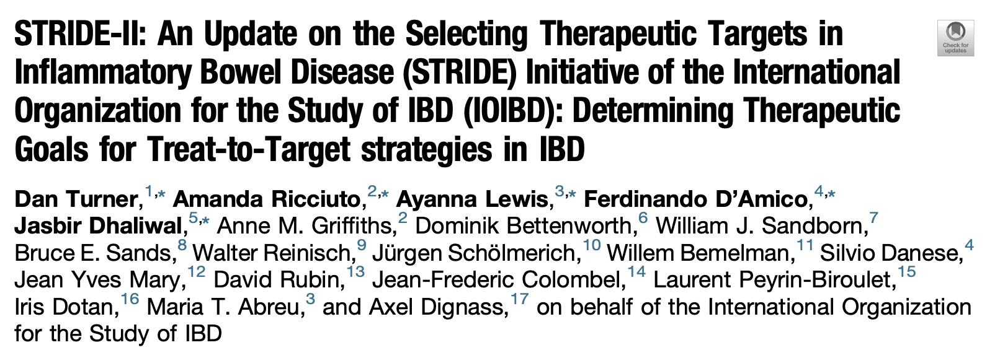 STRIDE-II: An Update on the Selecting Therapeutic Targets in
Inflammatory Bowel Disease (STRIDE) Initiative of the International
Organization for the Study of IBD (IOIBD): Determining Therapeutic
Goals for Treat-to-Target strategies in IBD
Check for
updates
Dan Turner,1,* Amanda Ricciuto,2,* Ayanna Lewis,3,* Ferdinando D’Amico,4,*
Jasbir Dhaliwal,5,* Anne M. Griffiths,2 Dominik Bettenworth,6 William J. Sandborn,7
Bruce E. Sands,8 Walter Reinisch,9 Jürgen Schölmerich,10 Willem Bemelman,11 Silvio Danese,4
Jean Yves Mary,12 David Rubin,13 Jean-Frederic Colombel,14 Laurent Peyrin-Biroulet,15
Iris Dotan,16 Maria T. Abreu,3 and Axel Dignass,17 on behalf of the International Organization
for the Study of IBD